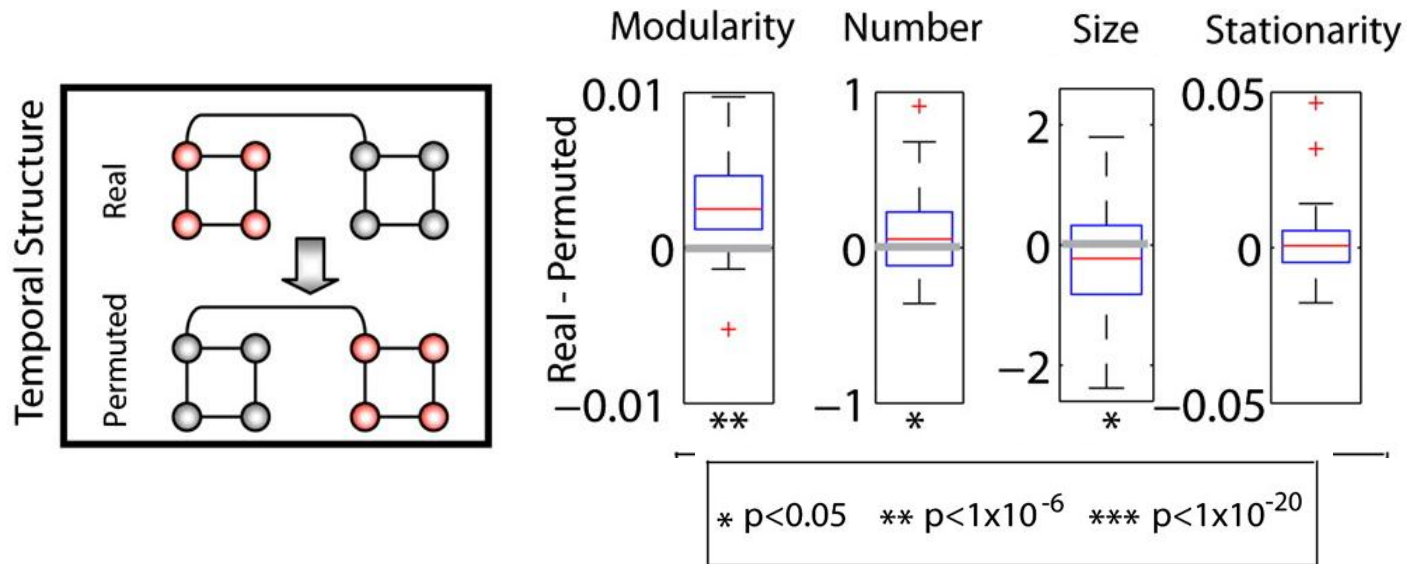 Temporal Structure
Real
Permuted
Modularity Number Size Stationarity
Real - Permuted
0.01
0
−0.01
**
1
0
−1
*
2
0
−2
*
0.05
0
−0.05
* p<0.05 ** p<1x10⁻⁶ *** p<1x10⁻²⁰